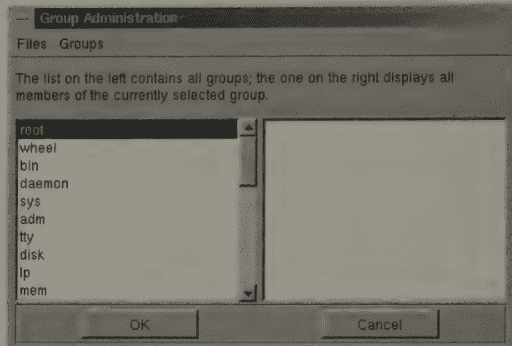 Group Administration
Files Groups
The list on the left contains all groups; the one on the right displays all
members of the currently selected group.
root
wheel
bin
daemon
sys
adm
tty
disk
lp
mem
OK Cancel